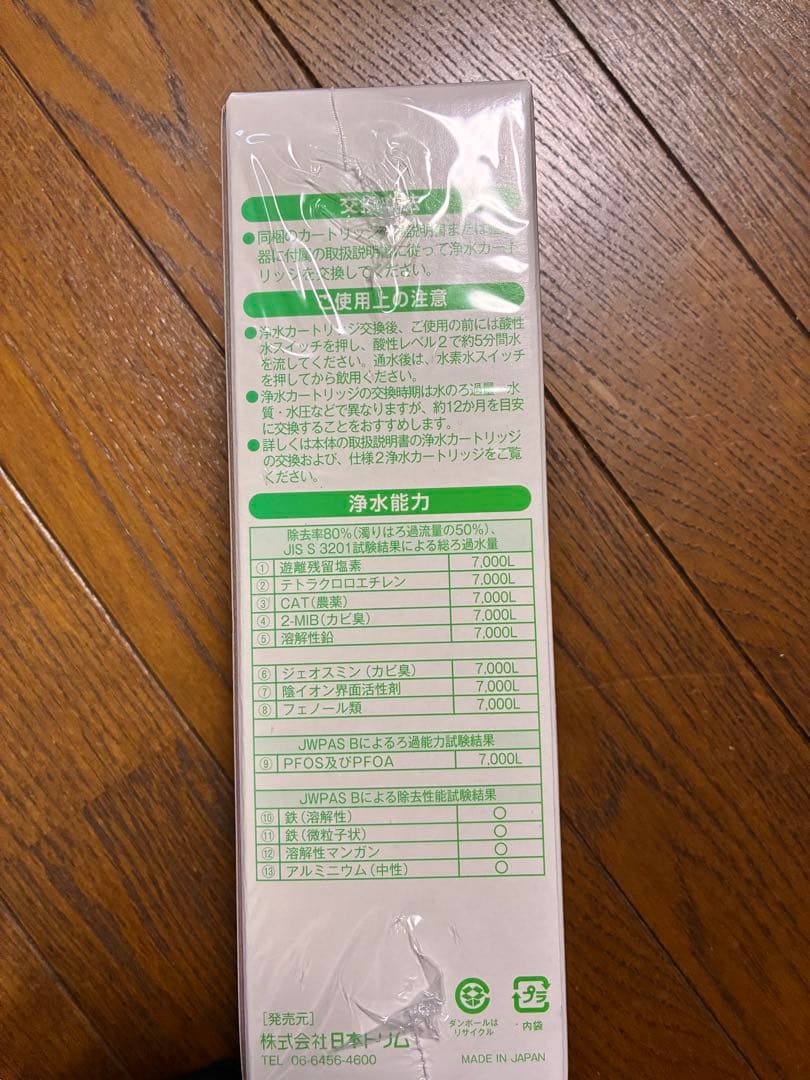 交換
●同梱のカートリッジ 説明書または
器に付属の取扱説明書に従って浄水カート
リッジを交換してください。
ご使用上の注意
●浄水カートリッジ交換後、ご使用の前には酸性
水スイッチを押し、酸性レベル2で約5分間水
を流してください。通水後は、水素水スイッチ
を押してから飲用ください。
●浄水カートリッジの交換時期は水のろ過量・水
質・水圧などで異なりますが、約12か月を目安
に交換することをおすすめします。
●詳しくは本体の取扱説明書の浄水カートリッジ
の交換および、仕様2浄水カートリッジをご覧
ください。
浄水能力
除去率80%(濁りはろ過流量の50%)、
JIS S 3201試験結果による総ろ過水量
① 遊離残留塩素 7,000L
② テトラクロロエチレン 7,000L
③ CAT(農薬) 7,000L
④ 2-MIB(カビ臭) 7,000L
⑤ 溶解性鉛 7,000L
⑥ ジェオスミン(カビ臭) 7,000L
⑦ 陰イオン界面活性剤 7,000L
⑧ フェノール類 7,000L
JWPAS Bによるろ過能力試験結果
⑨ PFOS及びPFOA 7,000L
JWPAS Bによる除去性能試験結果
⑩ 鉄(溶解性) ○
⑪ 鉄(微粒子状) ○
⑫ 溶解性マンガン ○
⑬ アルミニウム(中性) ○
プラ
ダンボールは
リサイクル
内袋
[発売元]
株式会社日本トリム
TEL 06-6456-4600
MADE IN JAPAN